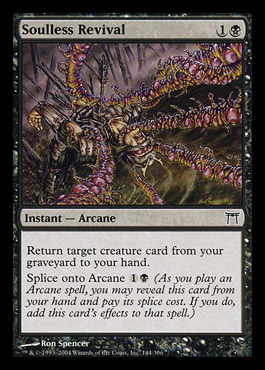 Soulless Revival 1
Instant — Arcane
Return target creature card from your
graveyard to your hand.
Splice onto Arcane 1 (As you play an
Arcane spell, you may reveal this card from
your hand and pay its splice cost. If you do,
add this card's effects to that spell.)
Ron Spencer
™ & © 1993–2004 Wizards of the Coast, Inc. 144/306